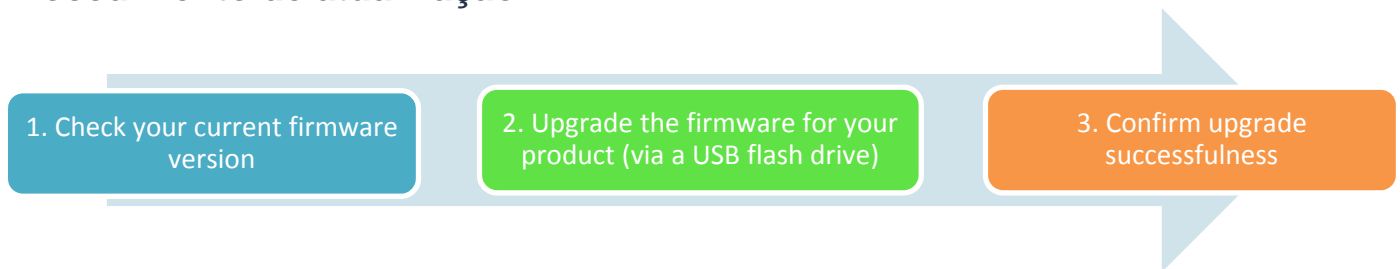 1. Check your current firmware
version
2. Upgrade the firmware for your
product (via a USB flash drive)
3. Confirm upgrade
successfulness